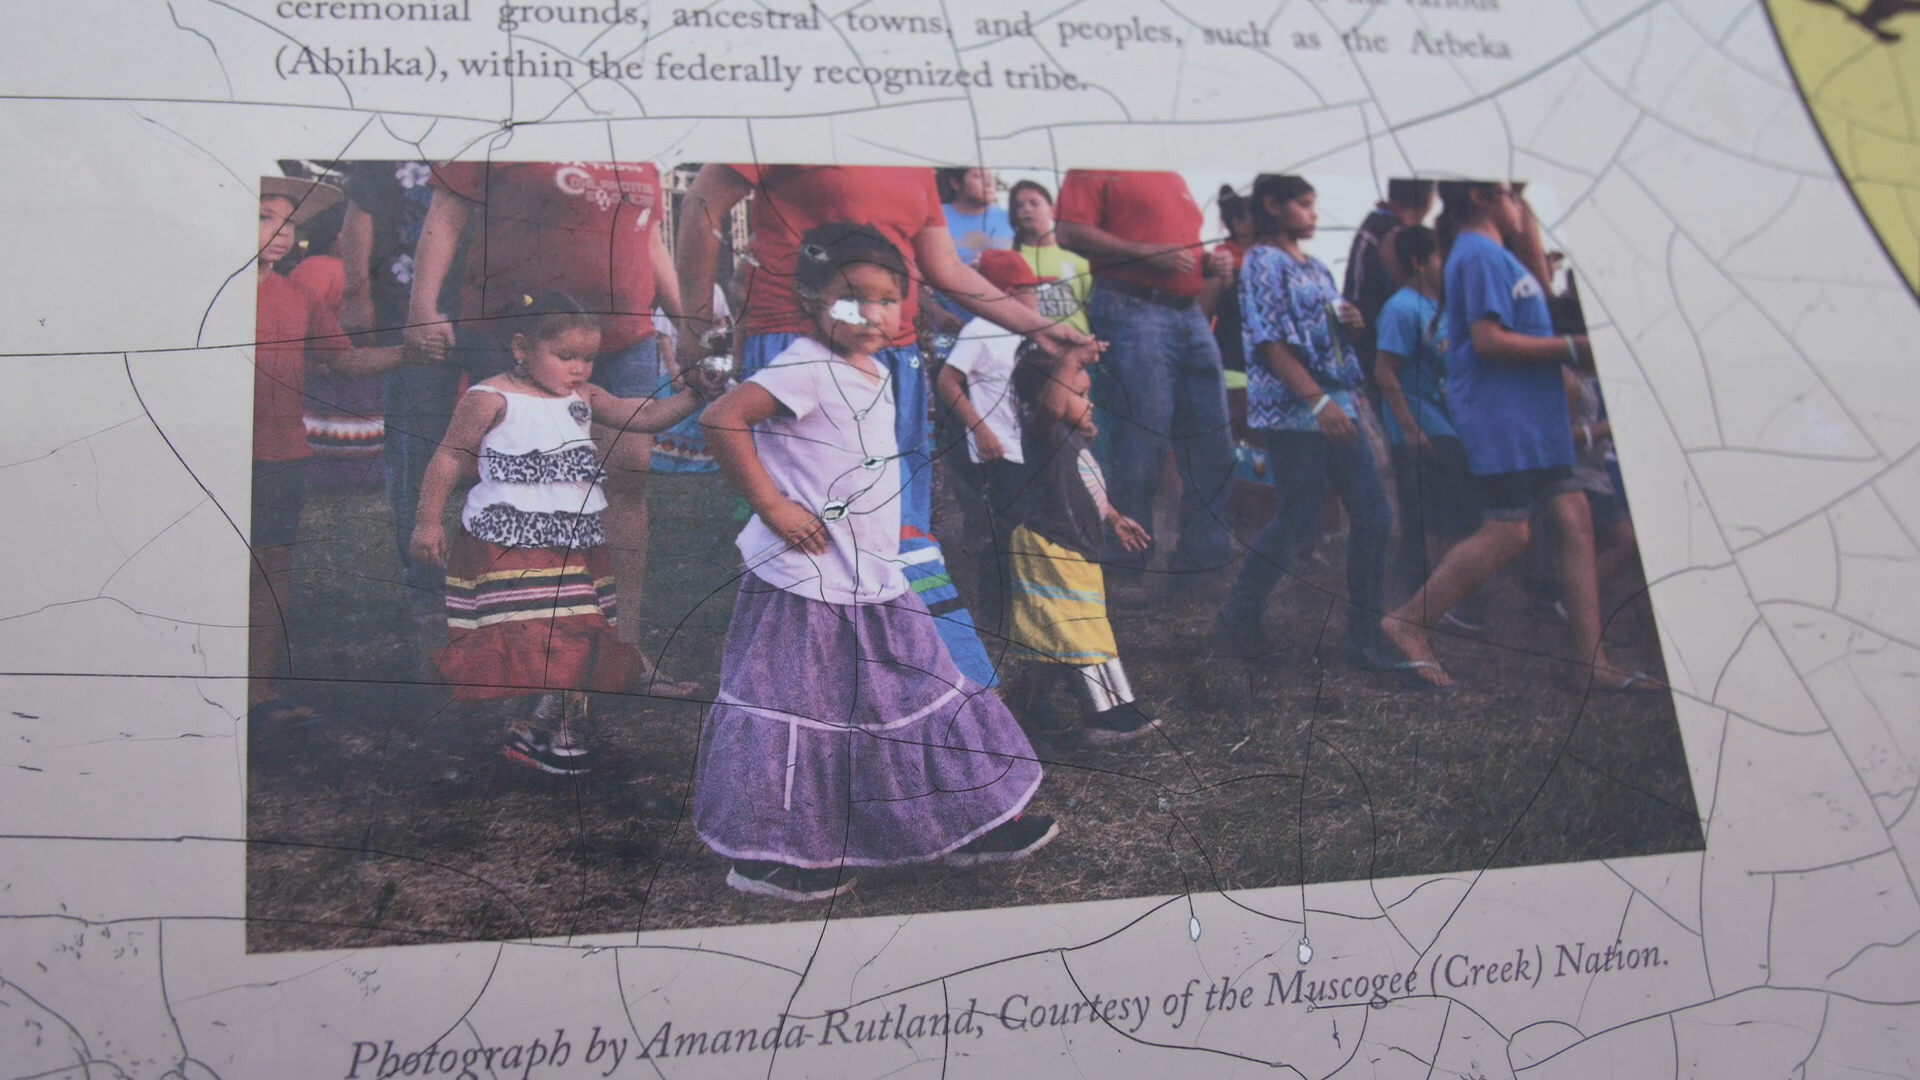 ceremonial grounds, ancestral towns, and peoples, such as the Arbeka
(Abihka), within the federally recognized tribe.
Photograph by Amanda Rutland, Courtesy of the Muscogee (Creek) Nation.